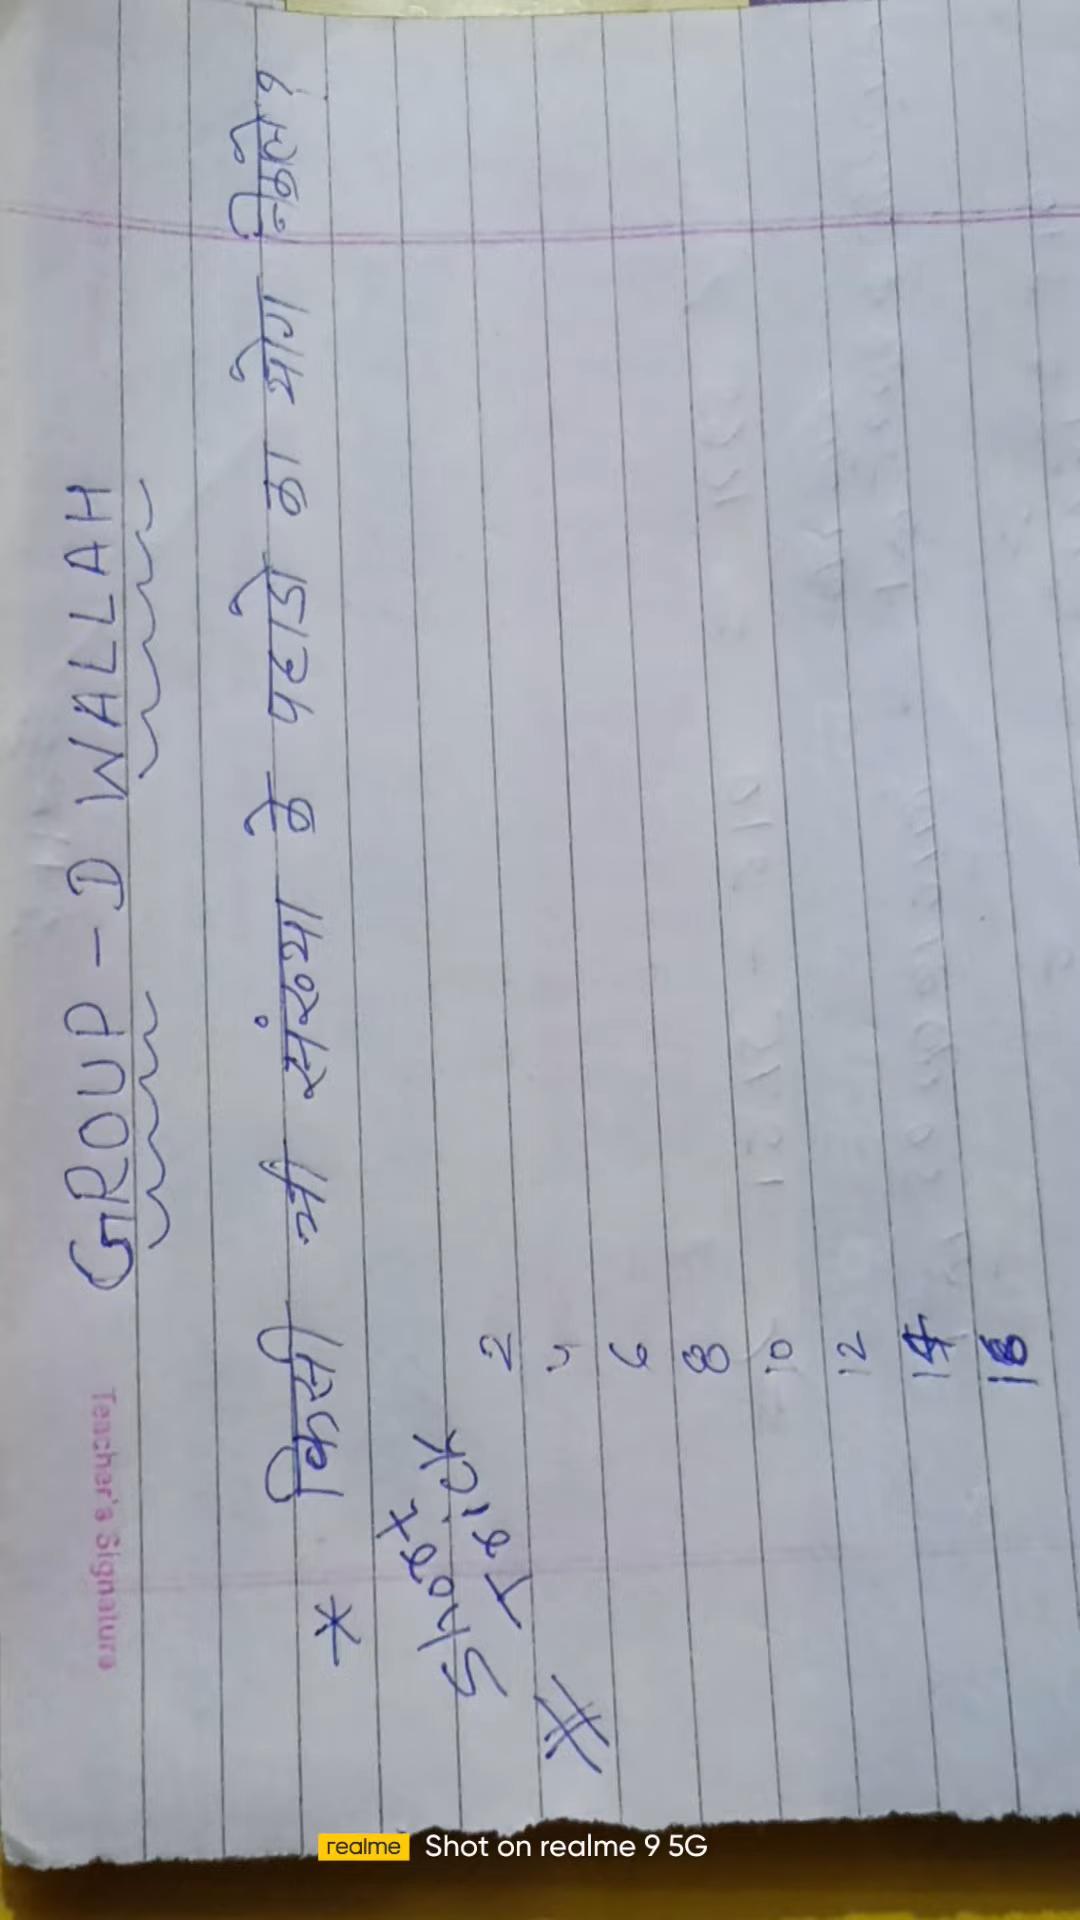 Teacher's Signature
GROUP - D WALLAH
* किसी भी संख्या के पहाडे का योग निकाले?
Short
Trick
#
2
4
6
8
10
12
14
16
realme Shot on realme 9 5G